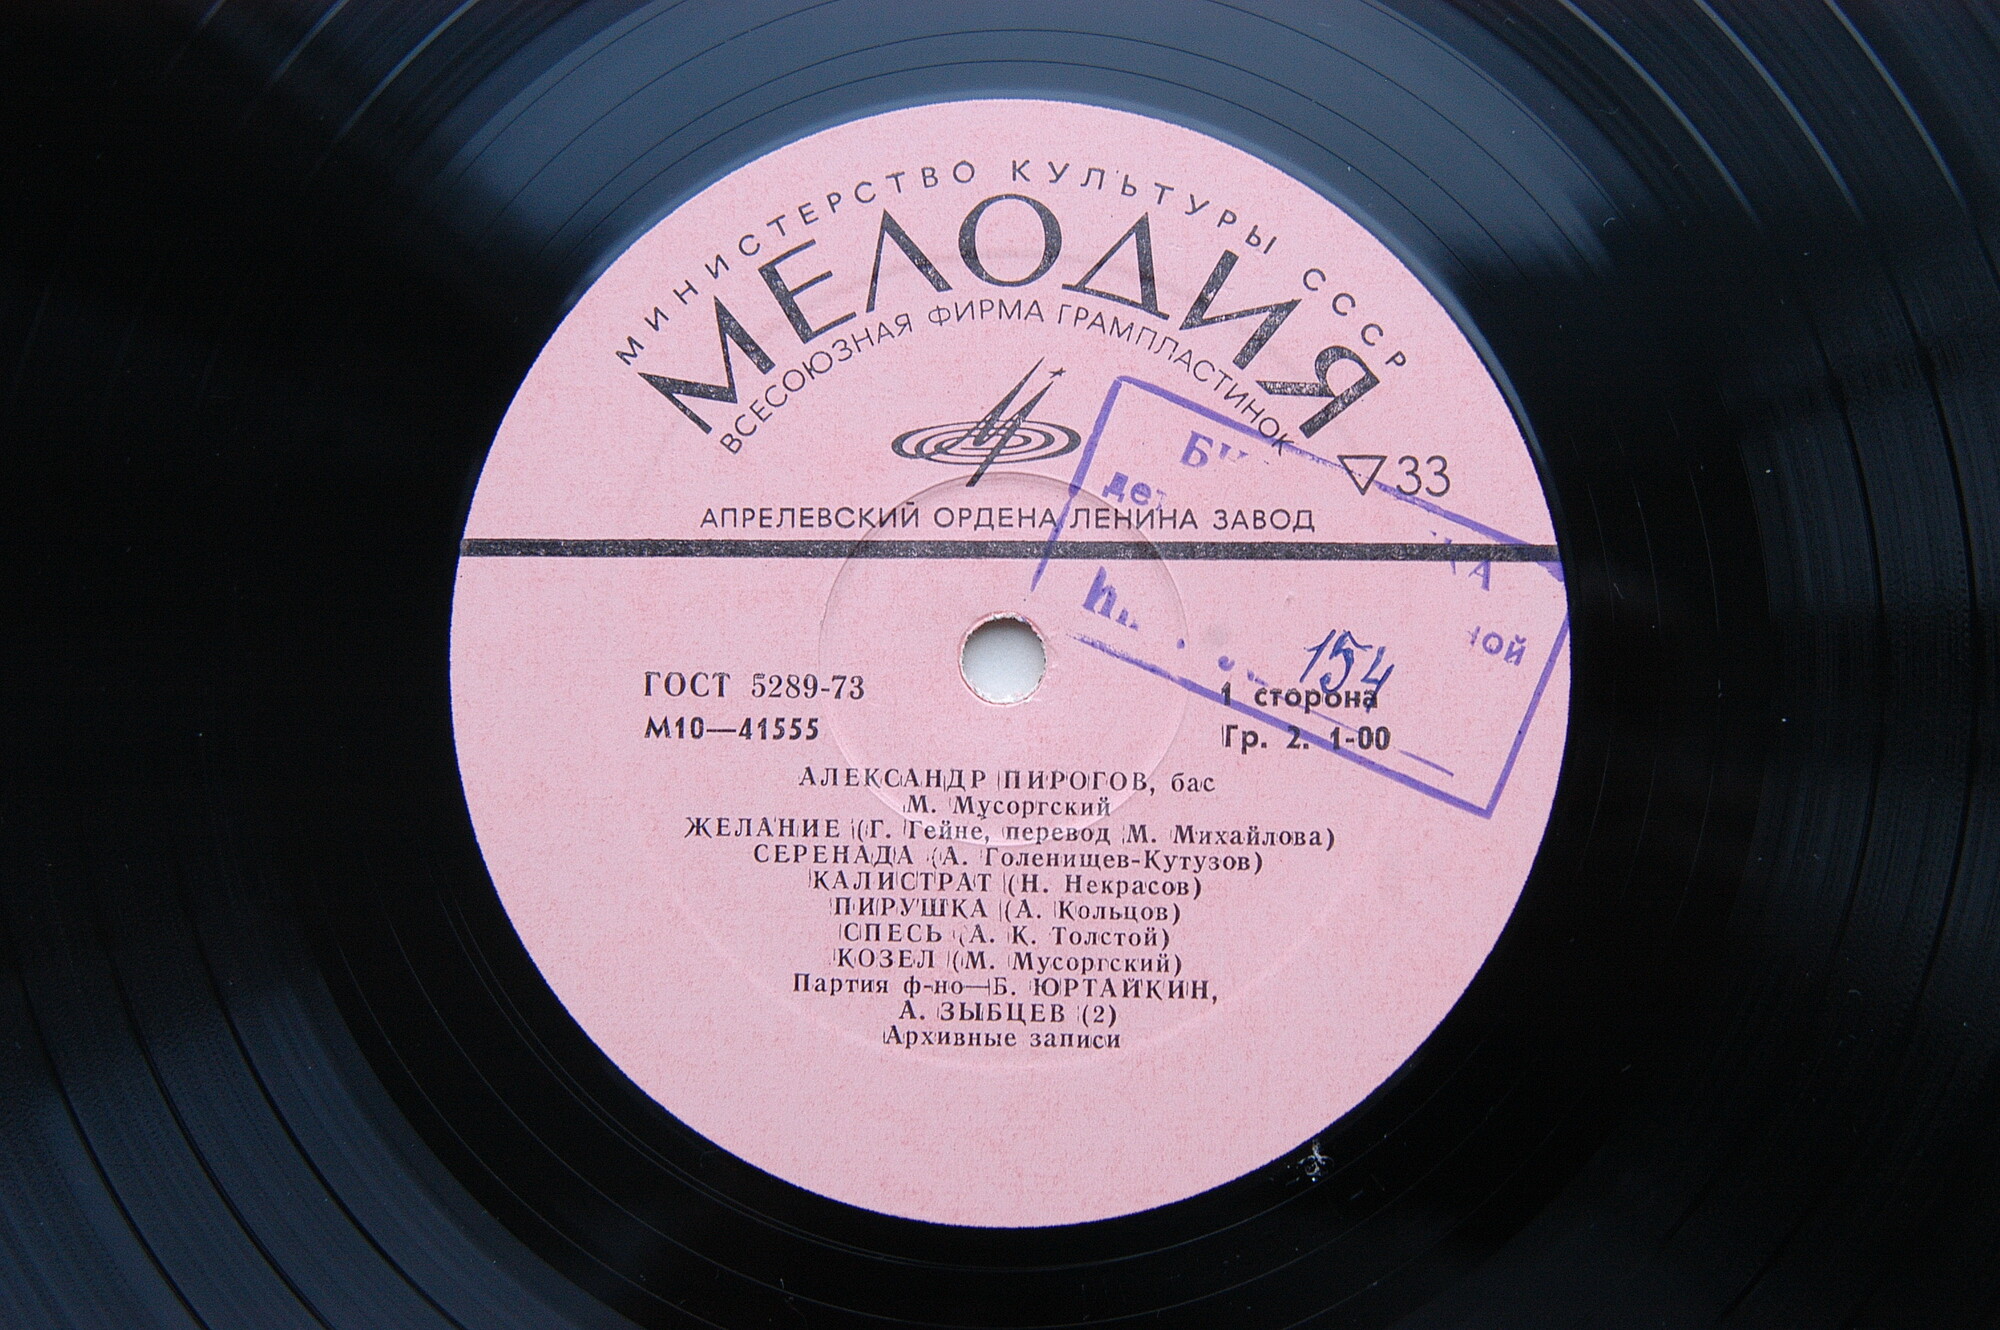 МИНИСТЕРСТВО КУЛЬТУРЫ СССР
МЕЛОДИЯ
ВСЕСОЮЗНАЯ ФИРМА ГРАМПЛАСТИНОК
33
АПРЕЛЕВСКИЙ ОРДЕНА ЛЕНИНА ЗАВОД
154
ГОСТ 5289-73
1 сторона
М10—41555
Гр. 2. 1-00
АЛЕКСАНДР ПИРОГОВ, бас
М. Мусоргский
ЖЕЛАНИЕ (Г. Гейне, перевод М. Михайлова)
СЕРЕНАДА (А. Голенищев-Кутузов)
КАЛИСТРАТ (Н. Некрасов)
ПИРУШКА (А. Кольцов)
СПЕСЬ (А. К. Толстой)
КОЗЕЛ (М. Мусоргский)
Партия ф-но—Б. ЮРТАЙКИН,
А. ЗЫБЦЕВ (2)
Архивные записи